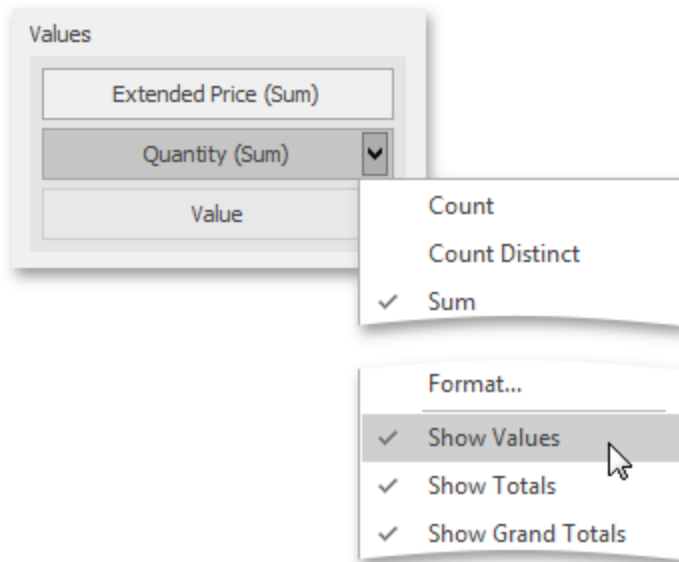 Values
Extended Price (Sum)
Quantity (Sum)
Value
Count
Count Distinct
Sum
Format...
Show Values
Show Totals
Show Grand Totals